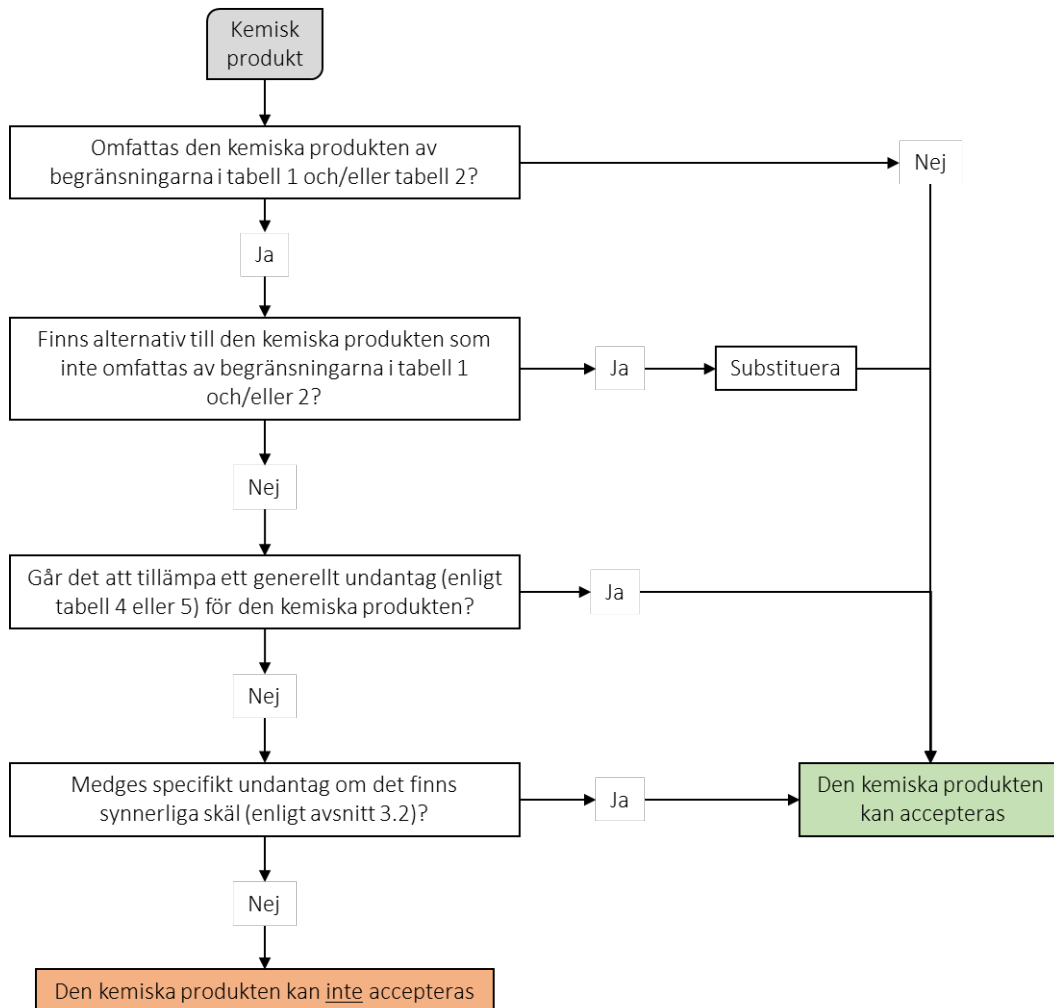 Kemisk
produkt
Omfattas den kemiska produkten av
begränsningarna i tabell 1 och/eller tabell 2?
Nej
Ja
Finns alternativ till den kemiska produkten som
inte omfattas av begränsningarna i tabell 1
och/eller 2?
Ja
Substituera
Nej
Går det att tillämpa ett generellt undantag (enligt
tabell 4 eller 5) för den kemiska produkten?
Ja
Nej
Medges specifikt undantag om det finns
synnerliga skäl (enligt avsnitt 3.2)?
Ja
Den kemiska produkten
kan accepteras
Nej
Den kemiska produkten kan inte accepteras